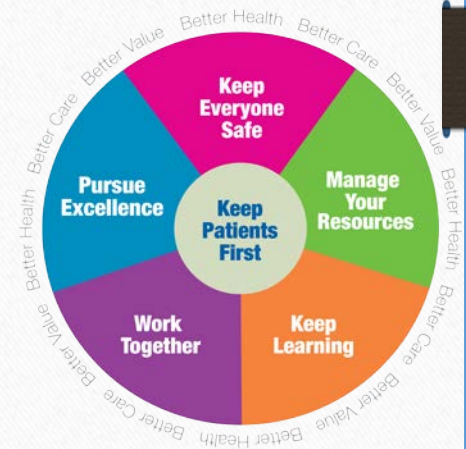 Better Health
Better Care
Better Value
Better Health
Better Care
Better Value
Better Health
Better Care
Better Value
Better Health
Better Care
Better Value
Keep
Everyone
Safe
Manage
Your
Resources
Keep
Learning
Work
Together
Pursue
Excellence
Keep
Patients
First